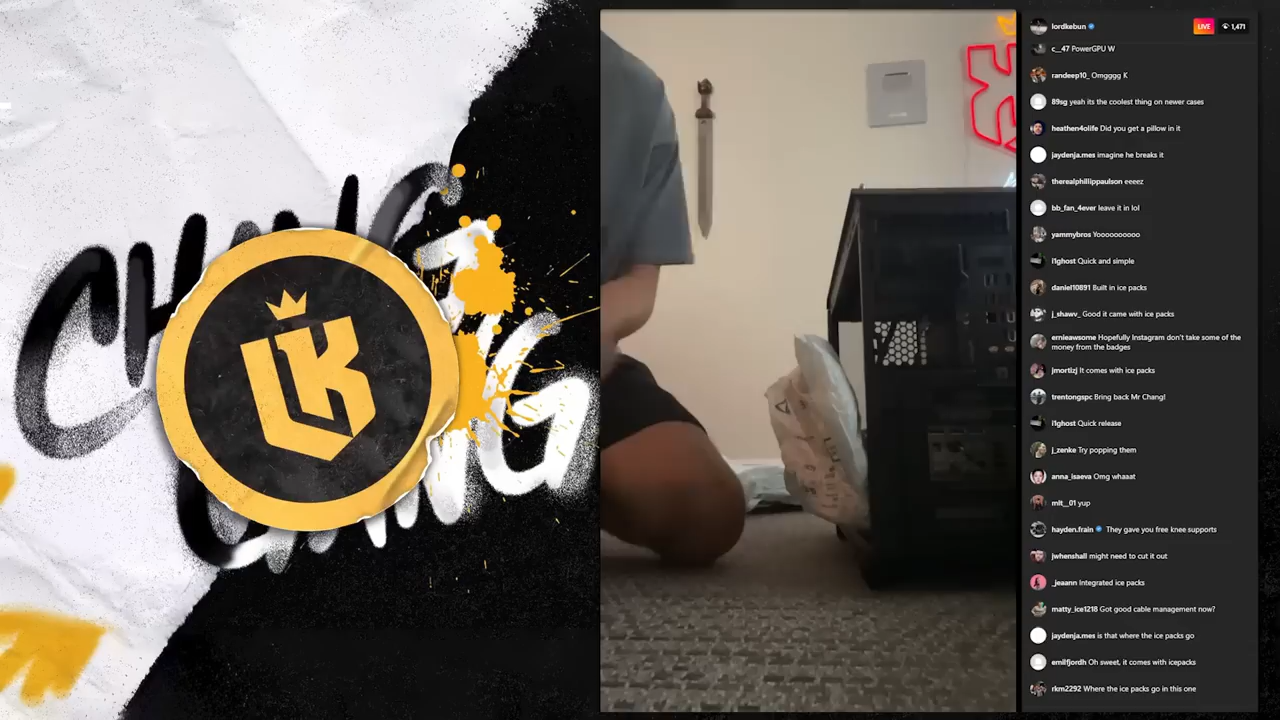 CHANG
GANG
LK
lordkebun
LIVE
1,471
c__47 PowerGPU W
randeep10_ Omgggg K
89sg yeah its the coolest thing on newer cases
heathen4olife Did you get a pillow in it
jaydenja.mes imagine he breaks it
therealphillippaulson eeeez
bb_fan_4ever leave it in lol
yammybros Yoooooooooo
l1ghost Quick and simple
daniel10891 Built in ice packs
j_shawv_ Good it came with ice packs
ernieawsome Hopefully Instagram don't take some of the
money from the badges
jmortizj It comes with ice packs
trentongspc Bring back Mr Chang!
l1ghost Quick release
j_zenke Try popping them
anna_isaeva Omg whaaat
mlt__01 yup
hayden.frain They gave you free knee supports
jwhenshall might need to cut it out
_jeaann Integrated ice packs
matty_ice1218 Got good cable management now?
jaydenja.mes is that where the ice packs go
emilfjordh Oh sweet, it comes with icepacks
rkm2292 Where the ice packs go in this one